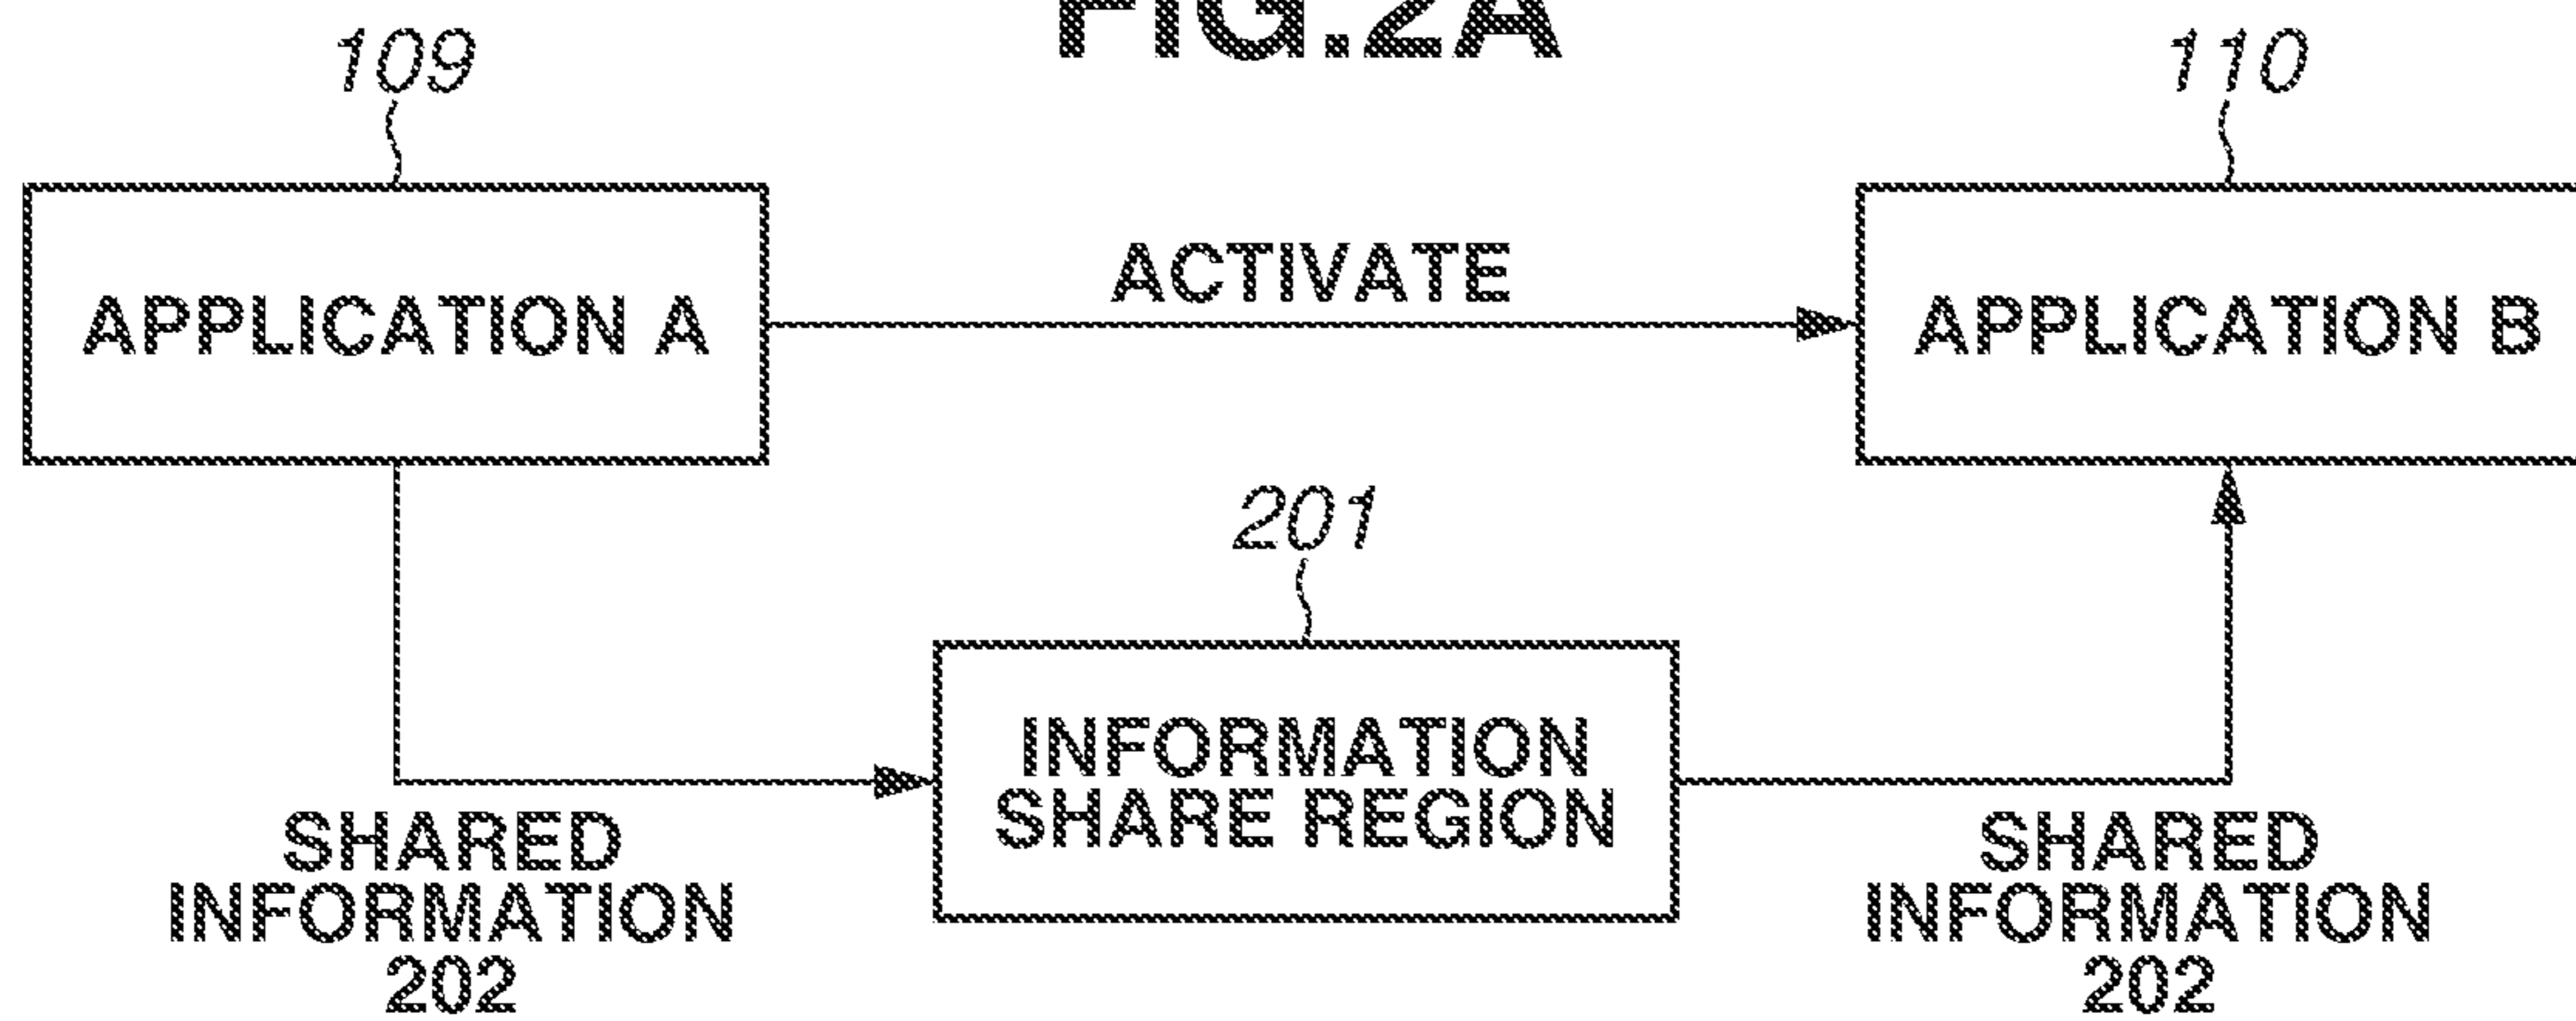 FIG.2A
109
110
APPLICATION A
ACTIVATE
APPLICATION B
201
INFORMATION
SHARE REGION
SHARED
INFORMATION
202
SHARED
INFORMATION
202